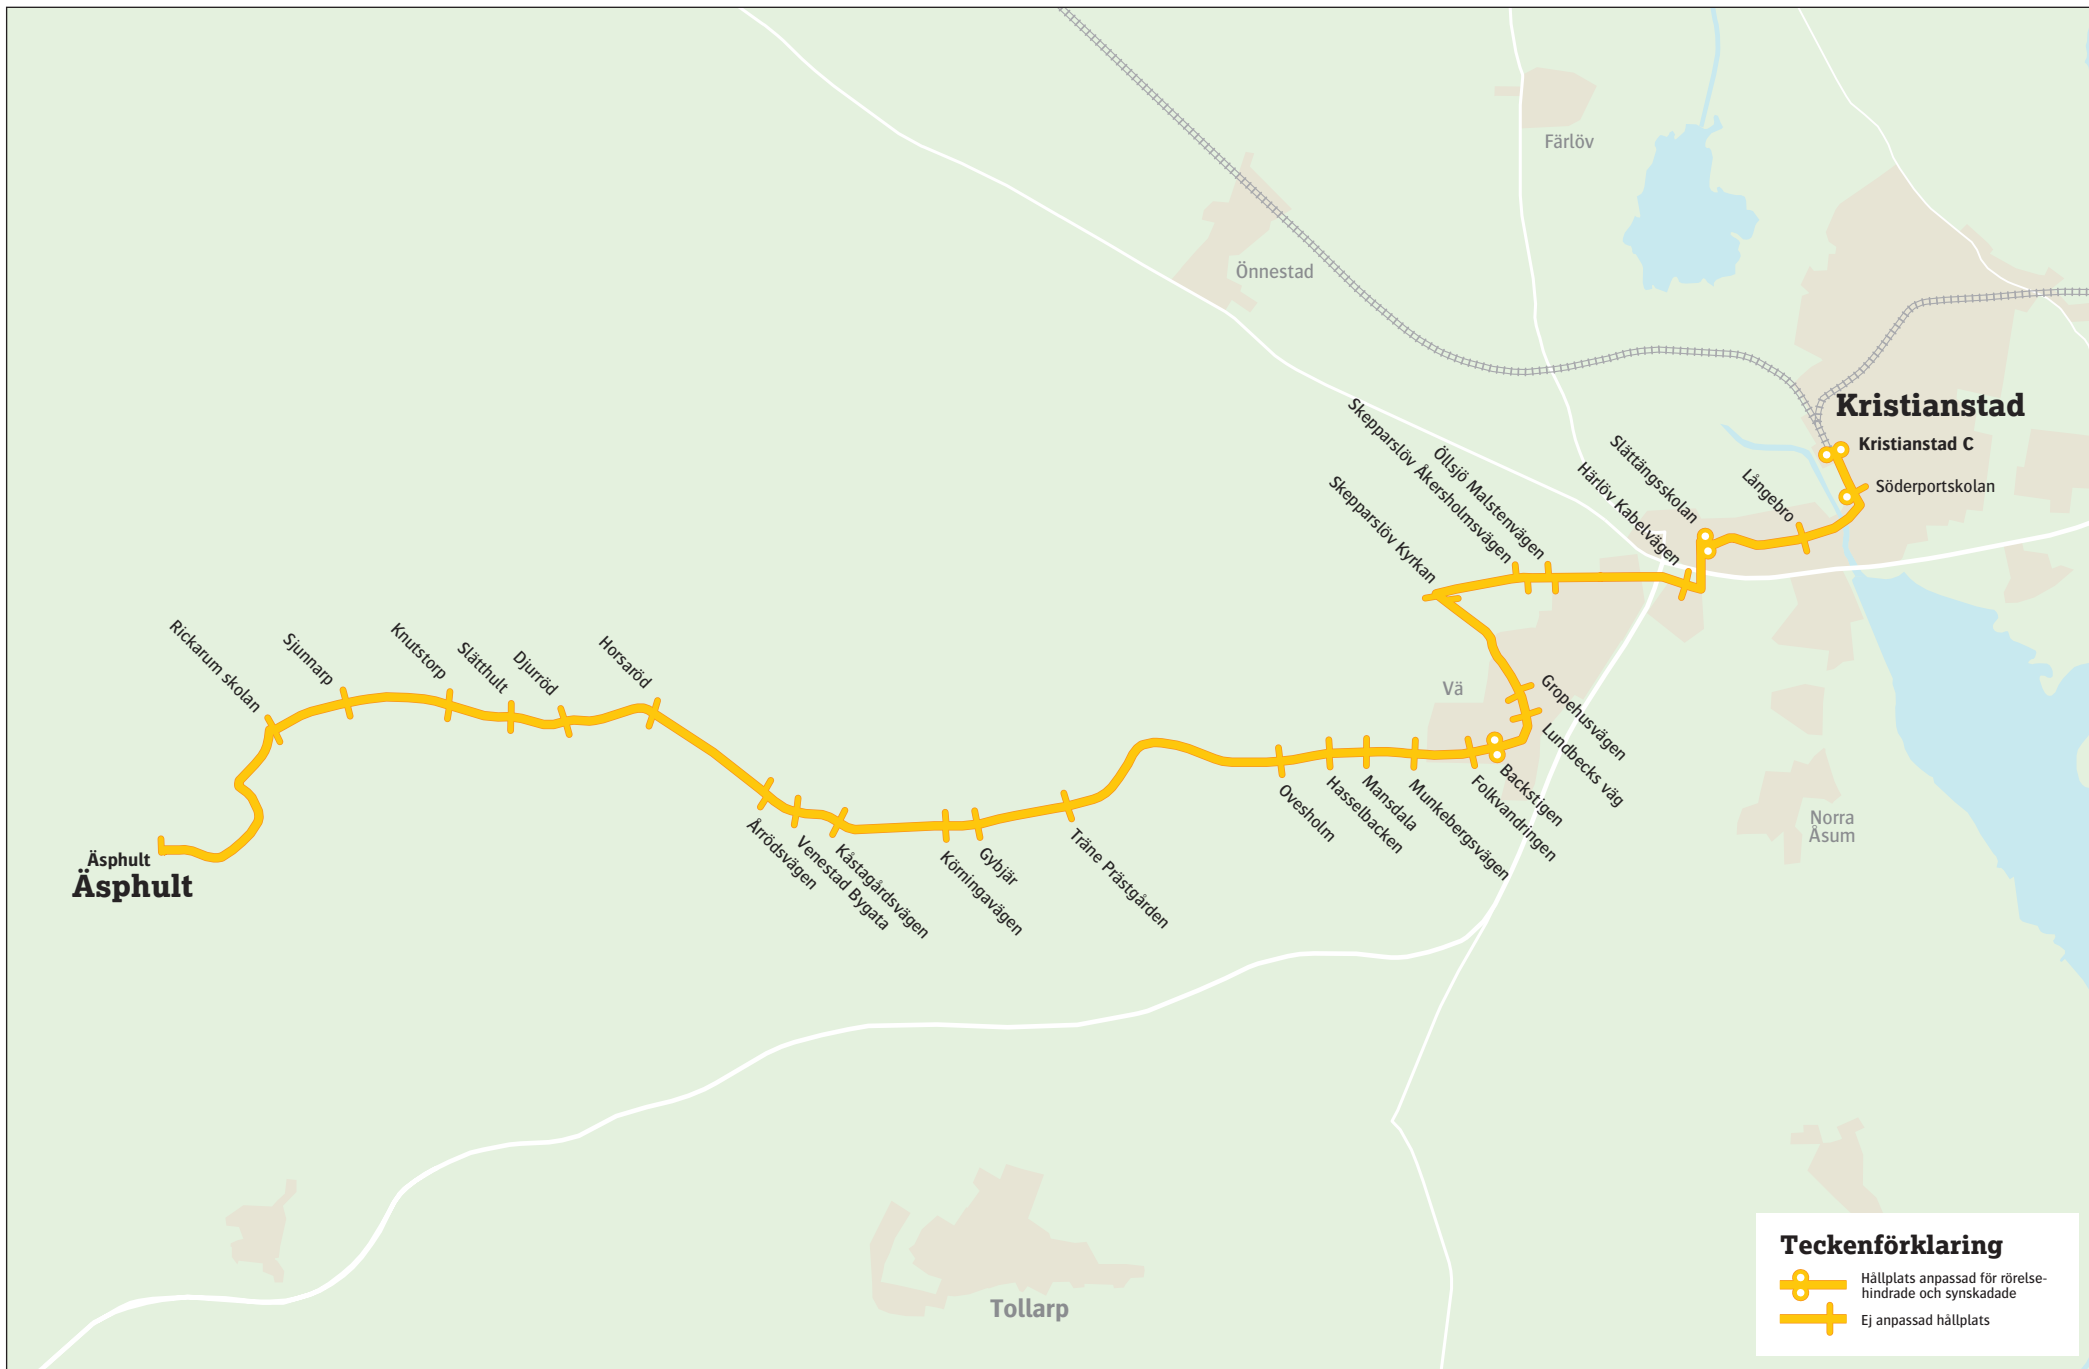 Färlöv
Önnestad
Kristianstad
Kristianstad C
Söderportskolan
Långebro
Slättängsskolan
Härlöv Kabelvägen
Öllsjö Malstenvägen
Skepparslöv Åkersholmsvägen
Skepparslöv Kyrkan
Vä
Gropehusvägen
Lundbecks väg
Backstigen
Folkvandringen
Munkebergsvägen
Mansdala
Hasselbacken
Ovesholm
Träne Prästgården
Gybjär
Körningavägen
Kåstagårdsvägen
Venestad Bygata
Årrödsvägen
Horsaröd
Djurröd
Slätthult
Knutstorp
Sjunnarp
Rickarum skolan
Äsphult
Äsphult
Norra
Åsum
Tollarp
Teckenförklaring
Hållplats anpassad för rörelse-
hindrade och synskadade
Ej anpassad hållplats